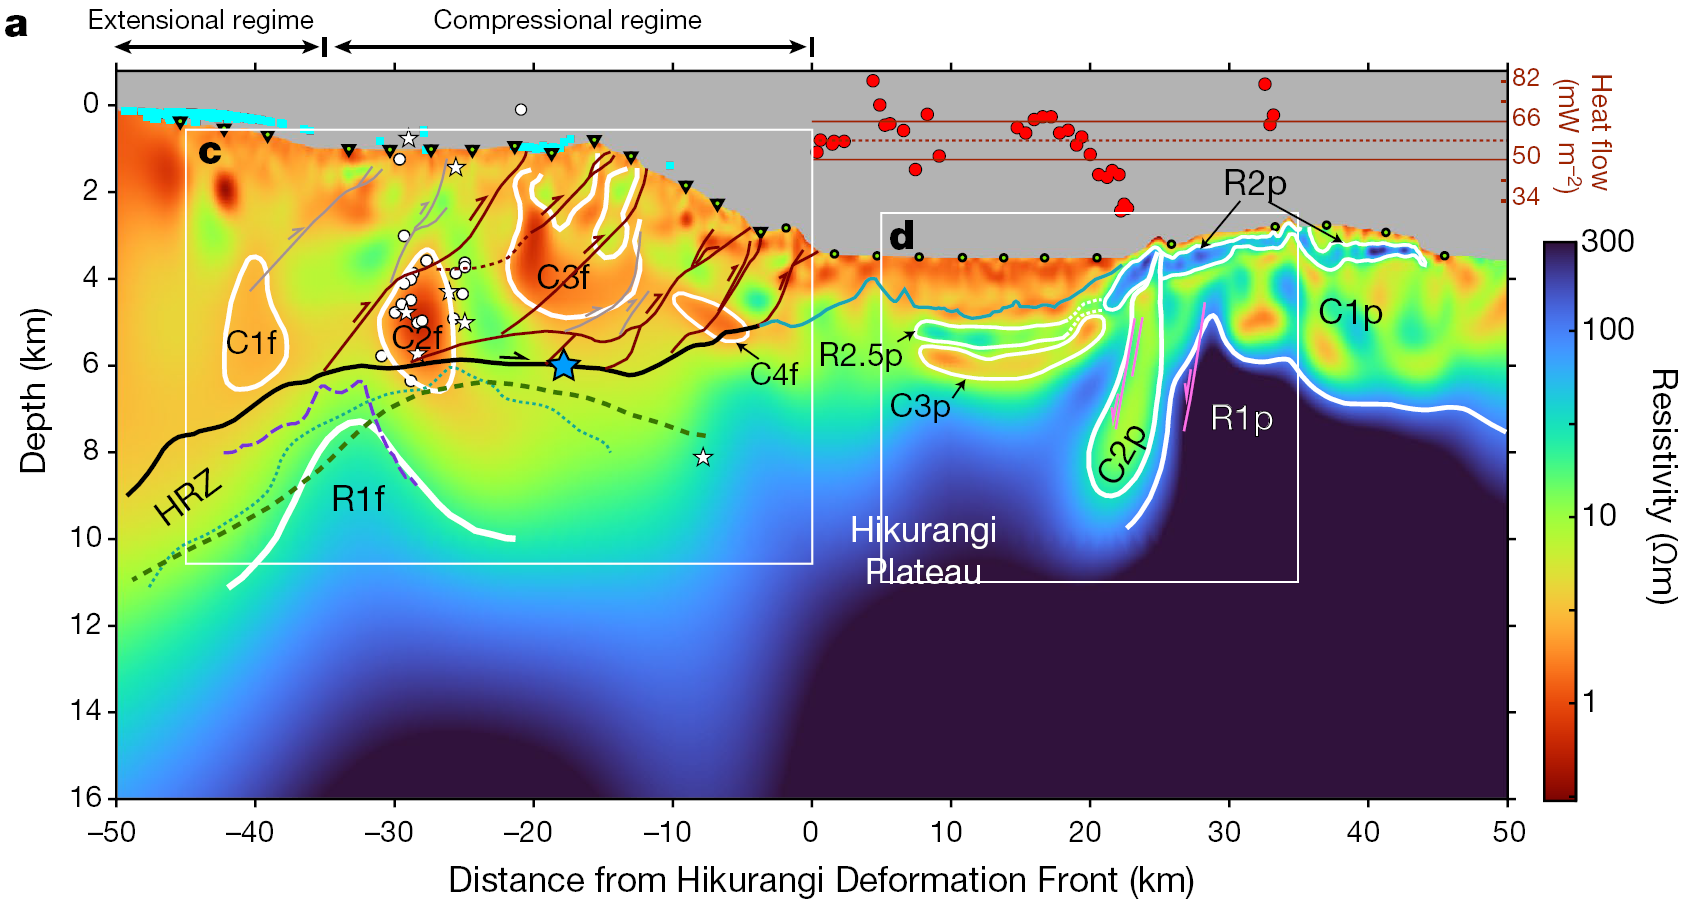 a
Extensional regime
Compressional regime
Depth (km)
0
2
4
6
8
10
12
14
16
–50
–40
–30
–20
–10
0
10
20
30
40
50
Distance from Hikurangi Deformation Front (km)
c
C1f
C2f
C3f
C4f
HRZ
R1f
d
R2p
R2.5p
C3p
C2p
R1p
C1p
Hikurangi
Plateau
82
66
50
34
Heat flow
(mW m⁻²)
300
100
10
1
Resistivity (Ωm)